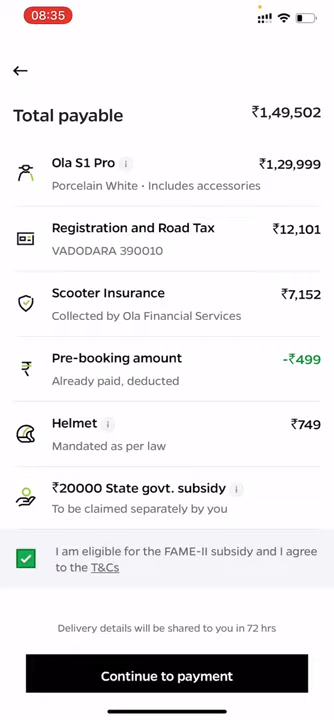 08:35
Total payable ₹1,49,502
Ola S1 Pro i ₹1,29,999
Porcelain White • Includes accessories
Registration and Road Tax ₹12,101
VADODARA 390010
Scooter Insurance ₹7,152
Collected by Ola Financial Services
Pre-booking amount -₹499
Already paid, deducted
Helmet i ₹749
Mandated as per law
₹20000 State govt. subsidy i
To be claimed separately by you
I am eligible for the FAME-II subsidy and I agree
to the T&Cs
Delivery details will be shared to you in 72 hrs
Continue to payment